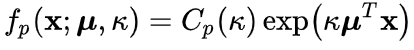 f_p(𝐱; 𝛍, κ) = C_p(κ) exp(κ𝛍^T 𝐱)